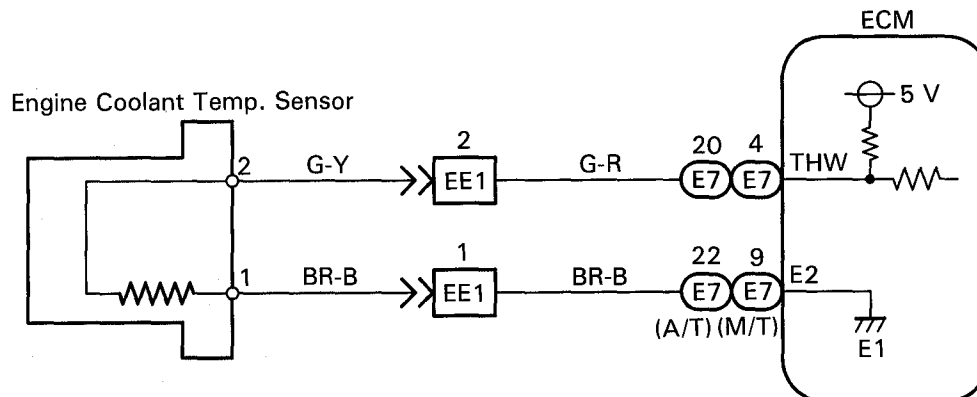 ECM
Engine Coolant Temp. Sensor
5 V
2 G-Y 2 EE1 G-R 20 E7 4 E7 THW
1 BR-B 1 EE1 BR-B 22 E7 9 E7 E2
(A/T) (M/T)
E1